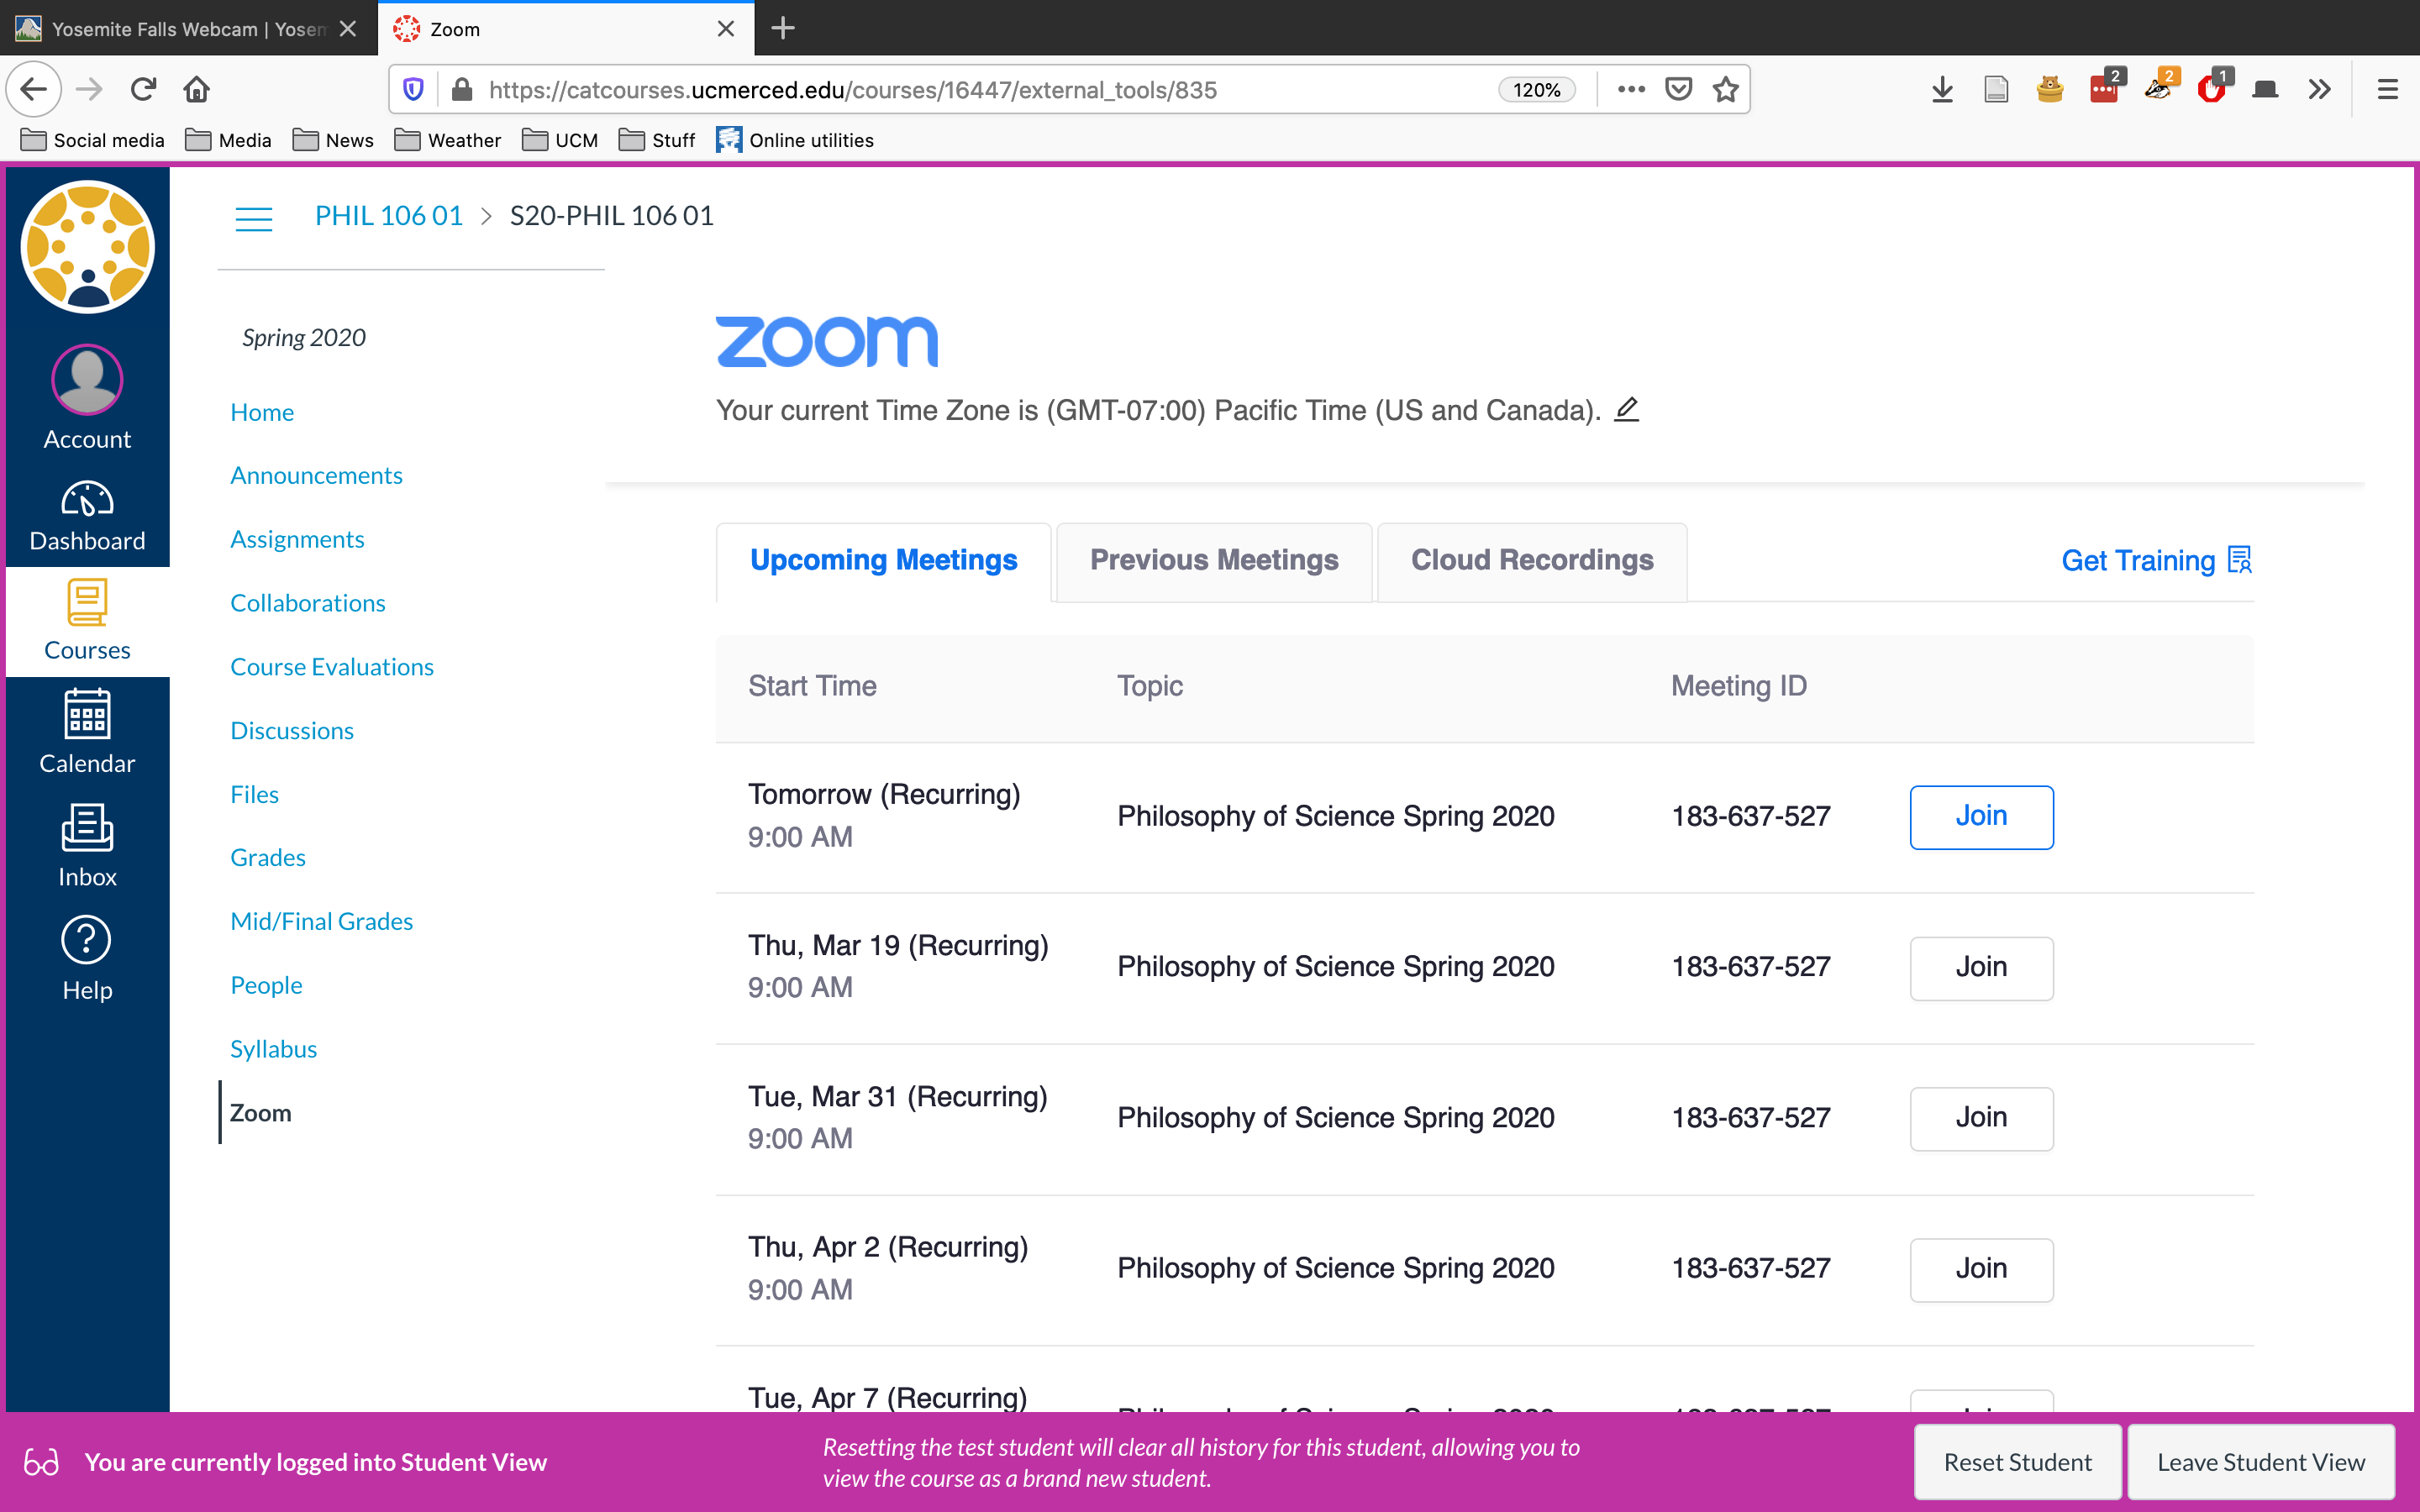 Yosemite Falls Webcam | Yosem
Zoom
https://catcourses.ucmerced.edu/courses/16447/external_tools/835
120%
2
2
1
Social media
Media
News
Weather
UCM
Stuff
Online utilities
PHIL 106 01 > S20-PHIL 106 01
Account
Dashboard
Courses
Calendar
Inbox
Help
Spring 2020
Home
Announcements
Assignments
Collaborations
Course Evaluations
Discussions
Files
Grades
Mid/Final Grades
People
Syllabus
Zoom
zoom
Your current Time Zone is (GMT-07:00) Pacific Time (US and Canada).
Upcoming Meetings
Previous Meetings
Cloud Recordings
Get Training
Start Time Topic Meeting ID
Tomorrow (Recurring)
9:00 AM
Philosophy of Science Spring 2020
183-637-527
Join
Thu, Mar 19 (Recurring)
9:00 AM
Philosophy of Science Spring 2020
183-637-527
Join
Tue, Mar 31 (Recurring)
9:00 AM
Philosophy of Science Spring 2020
183-637-527
Join
Thu, Apr 2 (Recurring)
9:00 AM
Philosophy of Science Spring 2020
183-637-527
Join
Tue, Apr 7 (Recurring)
You are currently logged into Student View
Resetting the test student will clear all history for this student, allowing you to
view the course as a brand new student.
Reset Student
Leave Student View